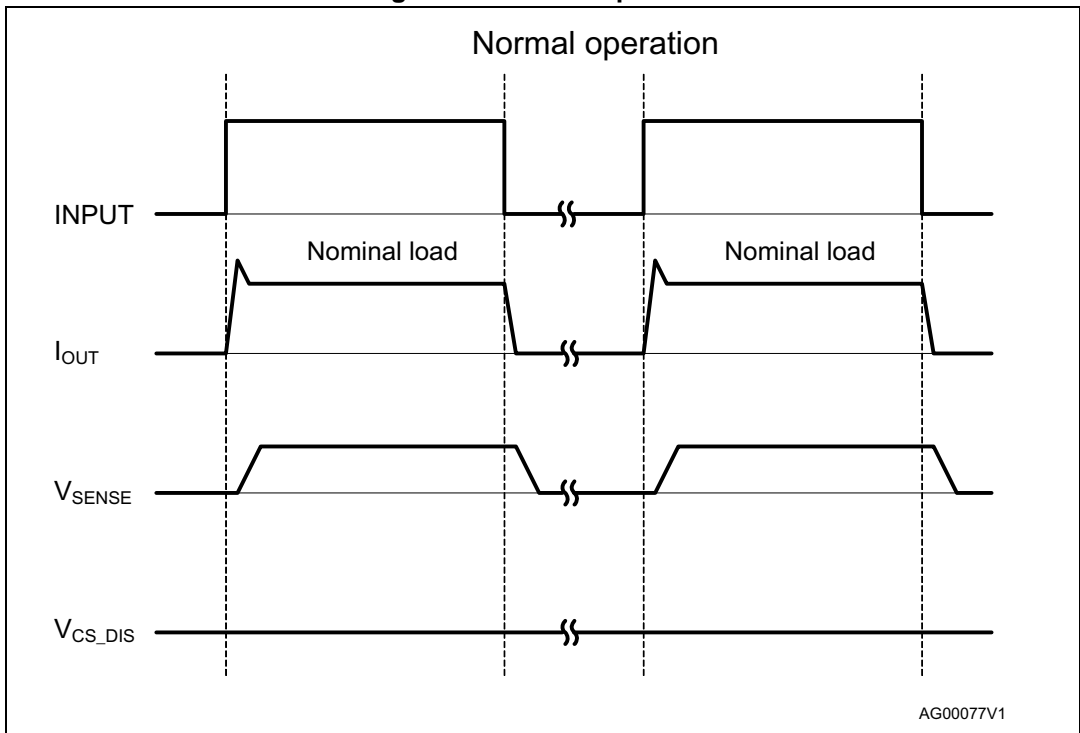 Normal operation
INPUT
Nominal load Nominal load
I_OUT
V_SENSE
V_CS_DIS
AG00077V1